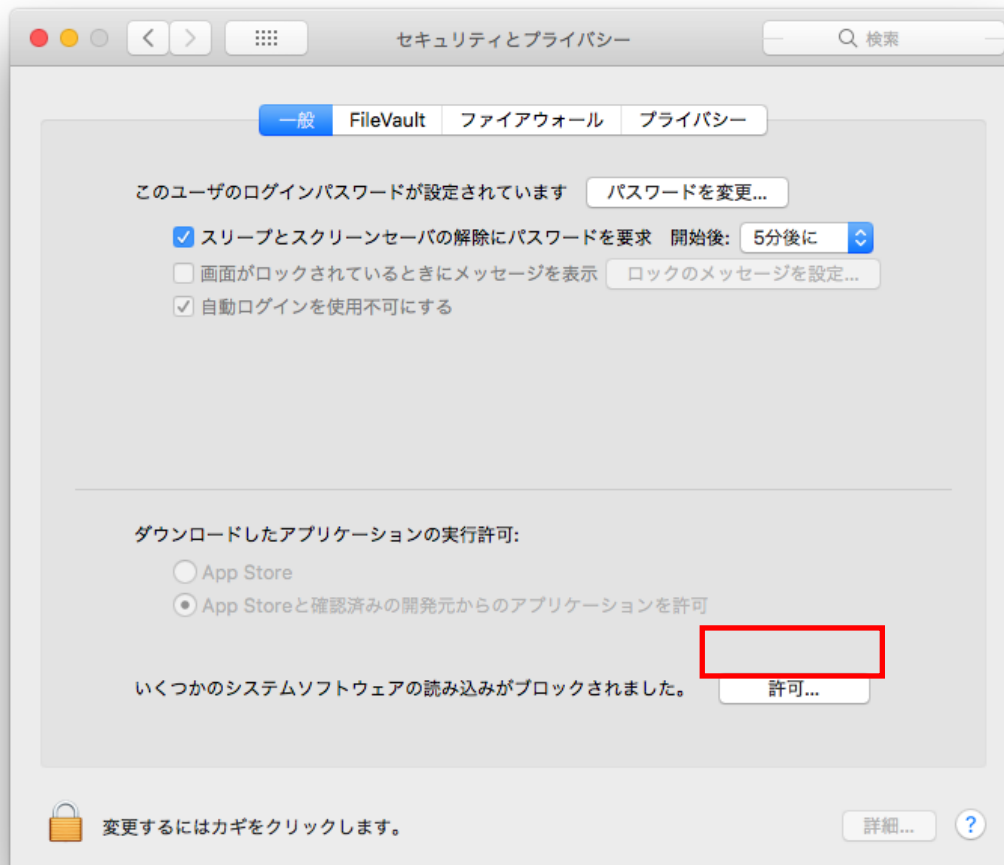 セキュリティとプライバシー
検索
一般 FileVault ファイアウォール プライバシー
このユーザのログインパスワードが設定されています パスワードを変更...
スリープとスクリーンセーバの解除にパスワードを要求 開始後: 5分後に
画面がロックされているときにメッセージを表示 ロックのメッセージを設定...
自動ログインを使用不可にする
ダウンロードしたアプリケーションの実行許可:
App Store
App Storeと確認済みの開発元からのアプリケーションを許可
いくつかのシステムソフトウェアの読み込みがブロックされました。 許可...
変更するにはカギをクリックします。 詳細... ?